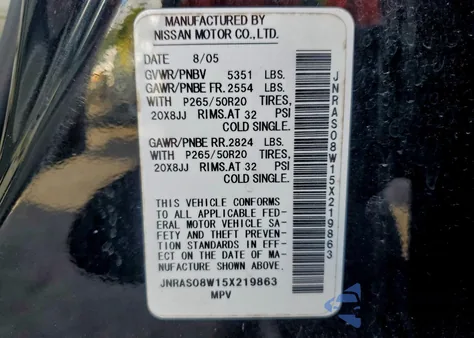 MANUFACTURED BY
NISSAN MOTOR CO.,LTD.
DATE 8/05
GVWR/PNBV 5351 LBS.
GAWR/PNBE FR.2554 LBS.
WITH P265/50R20 TIRES,
20X8JJ RIMS.AT 32 PSI
COLD SINGLE.
GAWR/PNBE RR.2824 LBS.
WITH P265/50R20 TIRES,
20X8JJ RIMS.AT 32 PSI
COLD SINGLE.
THIS VEHICLE CONFORMS
TO ALL APPLICABLE FED-
ERAL MOTOR VEHICLE SA-
FETY AND THEFT PREVEN-
TION STANDARDS IN EFF-
ECT ON THE DATE OF MA-
NUFACTURE SHOWN ABOVE.
JNRAS08W15X219863
MPV
JNRAS08W15X219863